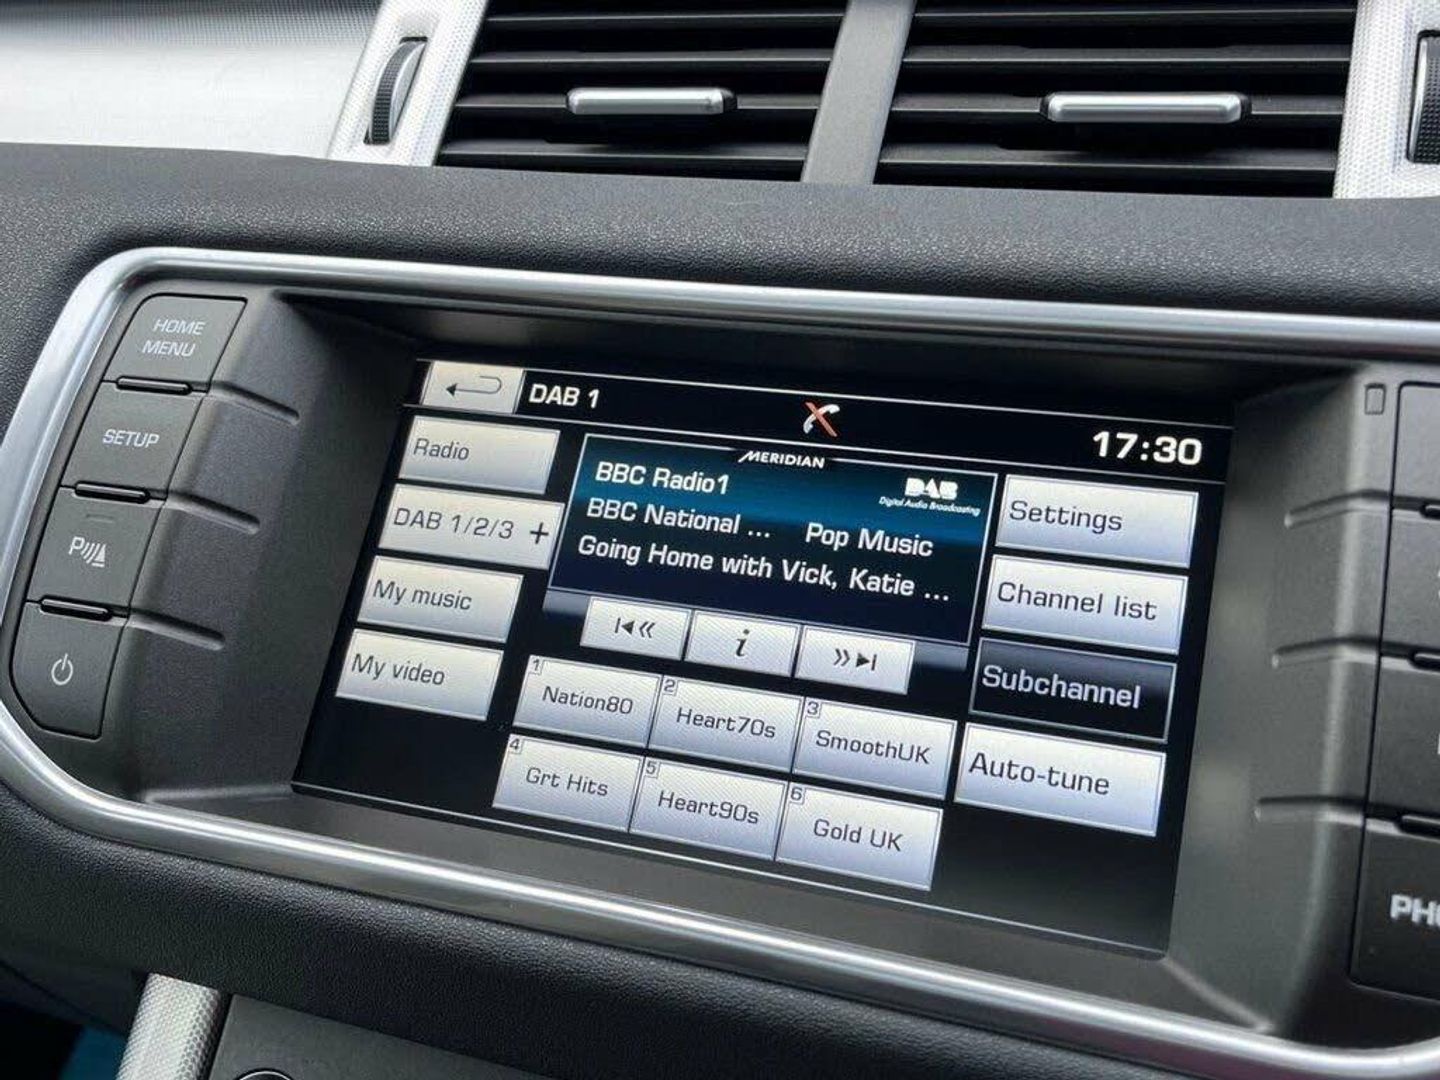 HOME
MENU
SETUP
P
DAB 1
17:30
Radio
DAB 1/2/3 +
My music
My video
MERIDIAN
BBC Radio1
DAB
Digital Audio Broadcasting
BBC National ... Pop Music
Going Home with Vick, Katie ...
i
1 Nation80
2 Heart70s
3 SmoothUK
4 Grt Hits
5 Heart90s
6 Gold UK
Settings
Channel list
Subchannel
Auto-tune